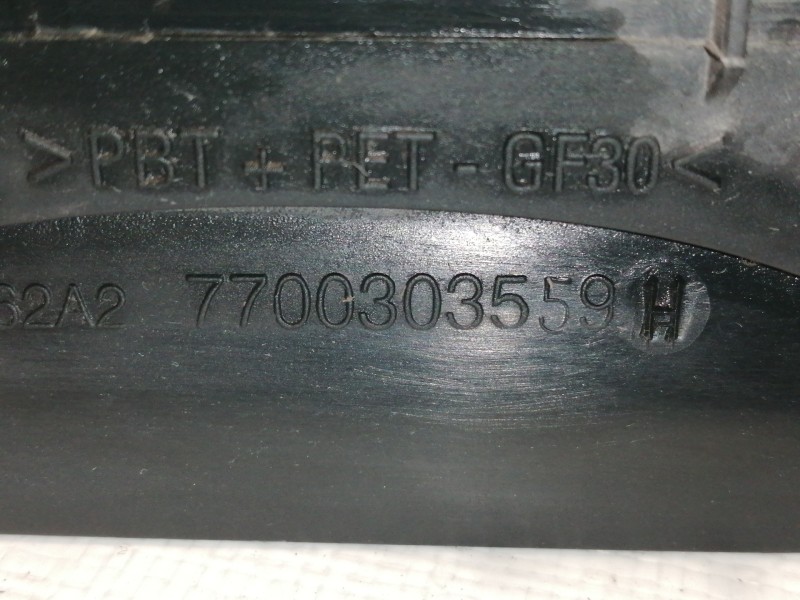 >PBT + PET - GF30<
62A2 7700303559 H